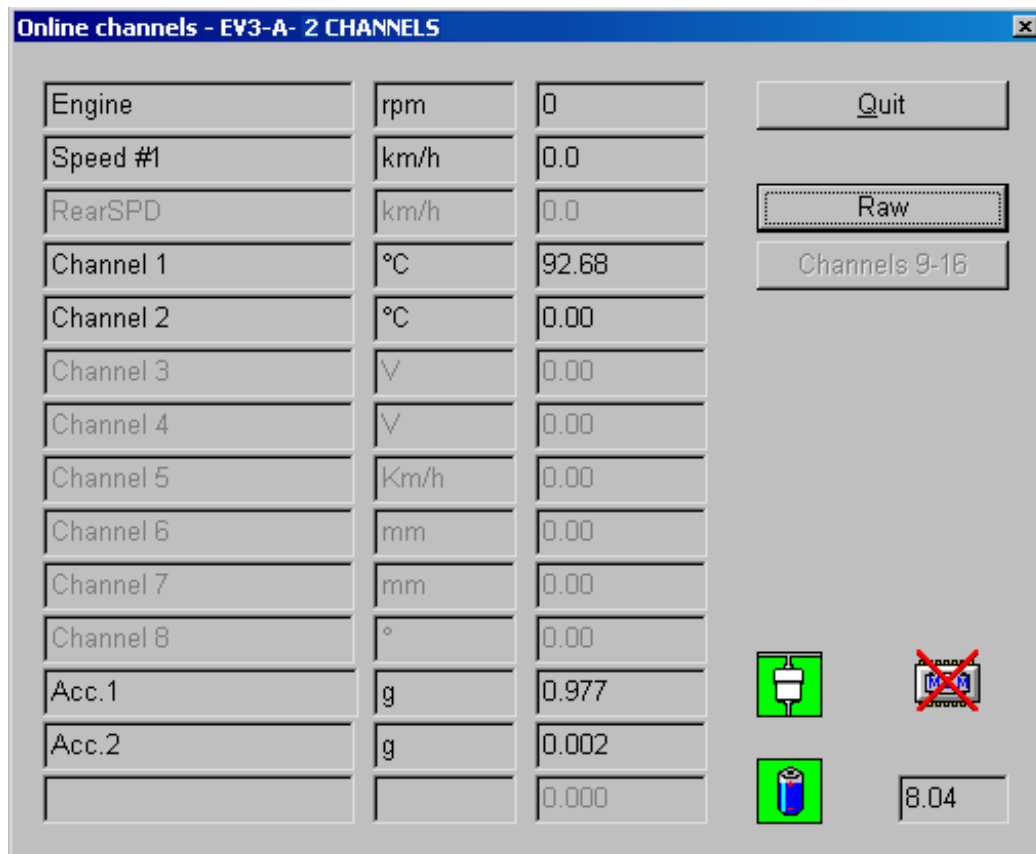 Online channels - EV3-A- 2 CHANNELS
Engine rpm 0 Quit
Speed #1 km/h 0.0
RearSPD km/h 0.0 Raw
Channel 1 °C 92.68 Channels 9-16
Channel 2 °C 0.00
Channel 3 V 0.00
Channel 4 V 0.00
Channel 5 Km/h 0.00
Channel 6 mm 0.00
Channel 7 mm 0.00
Channel 8 ° 0.00
Acc.1 g 0.977
Acc.2 g 0.002
0.000 8.04